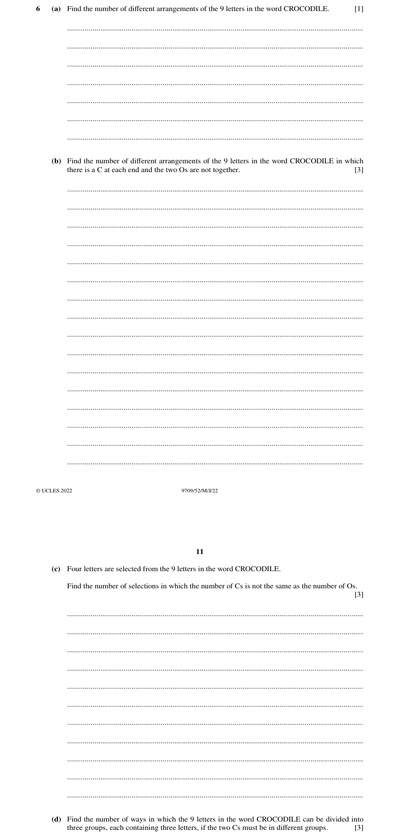 6 (a) Find the number of different arrangements of the 9 letters in the word CROCODILE. [1]
(b) Find the number of different arrangements of the 9 letters in the word CROCODILE in which
there is a C at each end and the two Os are not together. [3]
© UCLES 2022 9709/52/M/J/22
11
(c) Four letters are selected from the 9 letters in the word CROCODILE.
Find the number of selections in which the number of Cs is not the same as the number of Os.
[3]
(d) Find the number of ways in which the 9 letters in the word CROCODILE can be divided into
three groups, each containing three letters, if the two Cs must be in different groups. [3]